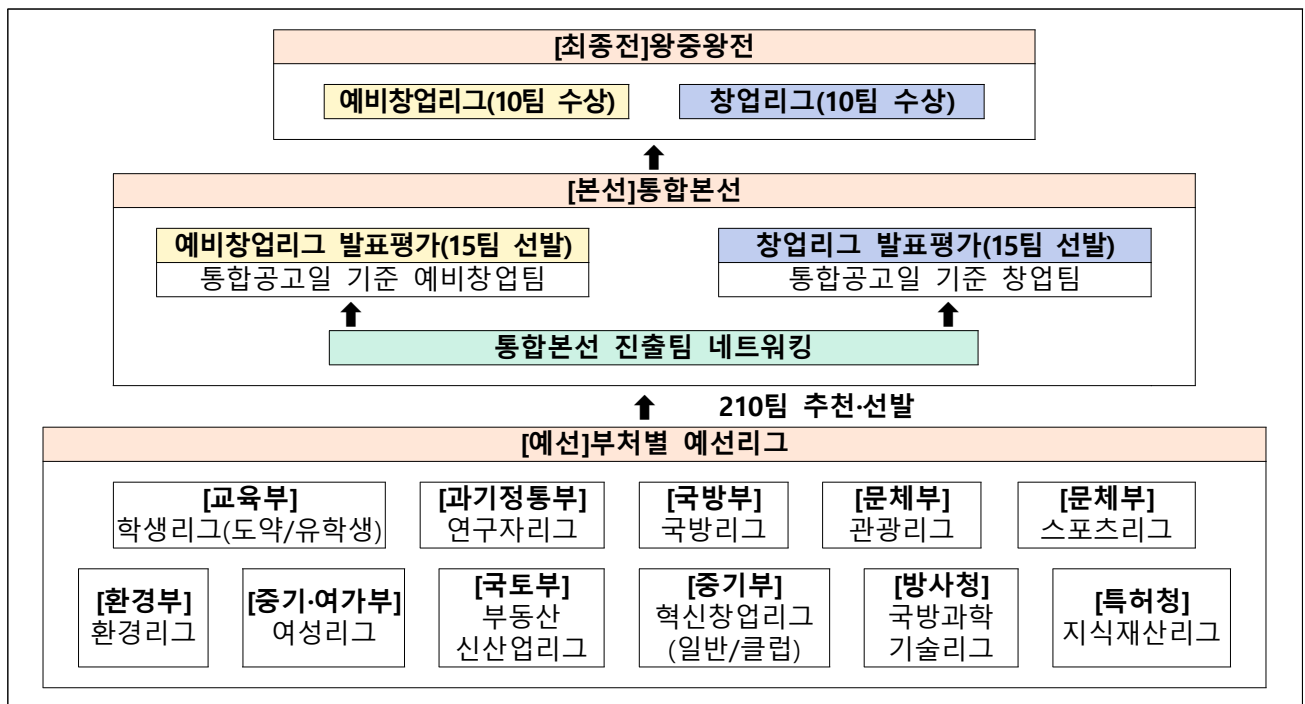 [최종전]왕중왕전
예비창업리그(10팀 수상)
창업리그(10팀 수상)
[본선]통합본선
예비창업리그 발표평가(15팀 선발)
통합공고일 기준 예비창업팀
창업리그 발표평가(15팀 선발)
통합공고일 기준 창업팀
통합본선 진출팀 네트워킹
210팀 추천·선발
[예선]부처별 예선리그
[교육부]
학생리그(도약/유학생)
[과기정통부]
연구자리그
[국방부]
국방리그
[문체부]
관광리그
[문체부]
스포츠리그
[환경부]
환경리그
[중기·여가부]
여성리그
[국토부]
부동산
신산업리그
[중기부]
혁신창업리그
(일반/클럽)
[방사청]
국방과학
기술리그
[특허청]
지식재산리그